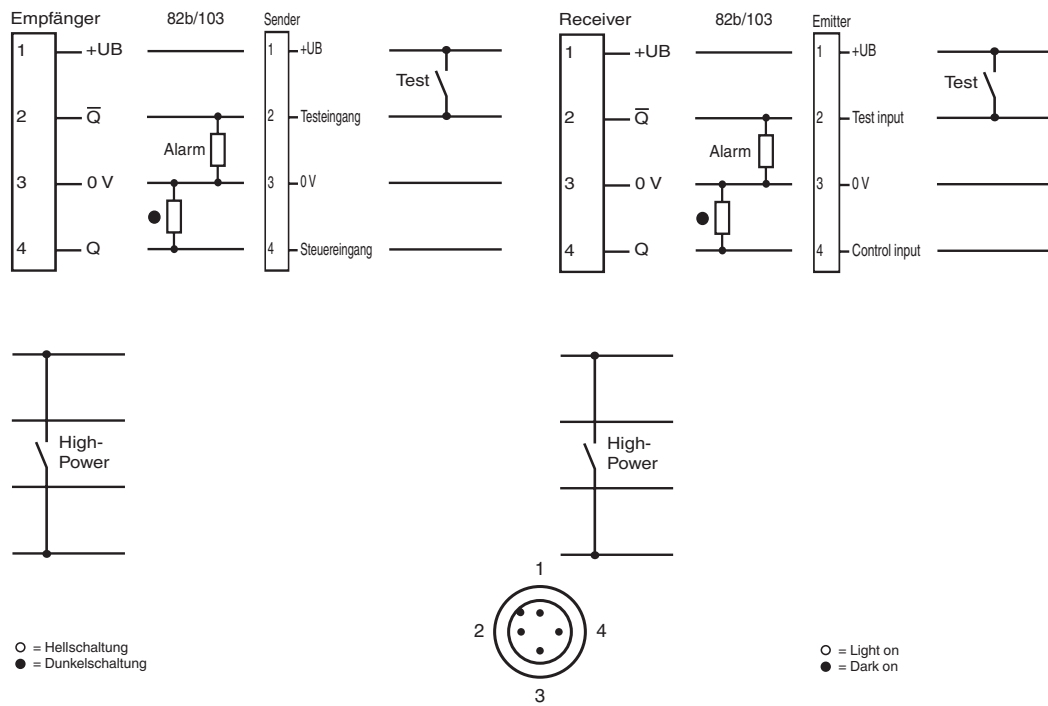 Empfänger 82b/103 Sender
1 +UB 1 +UB
Test
2 Q̅ 2 Testeingang
Alarm
3 0 V 3 0 V
4 Q 4 Steuereingang
Receiver 82b/103 Emitter
1 +UB 1 +UB
Test
2 Q̅ 2 Test input
Alarm
3 0 V 3 0 V
4 Q 4 Control input
High-
Power
High-
Power
1
2 4
3
= Hellschaltung
= Dunkelschaltung
= Light on
= Dark on